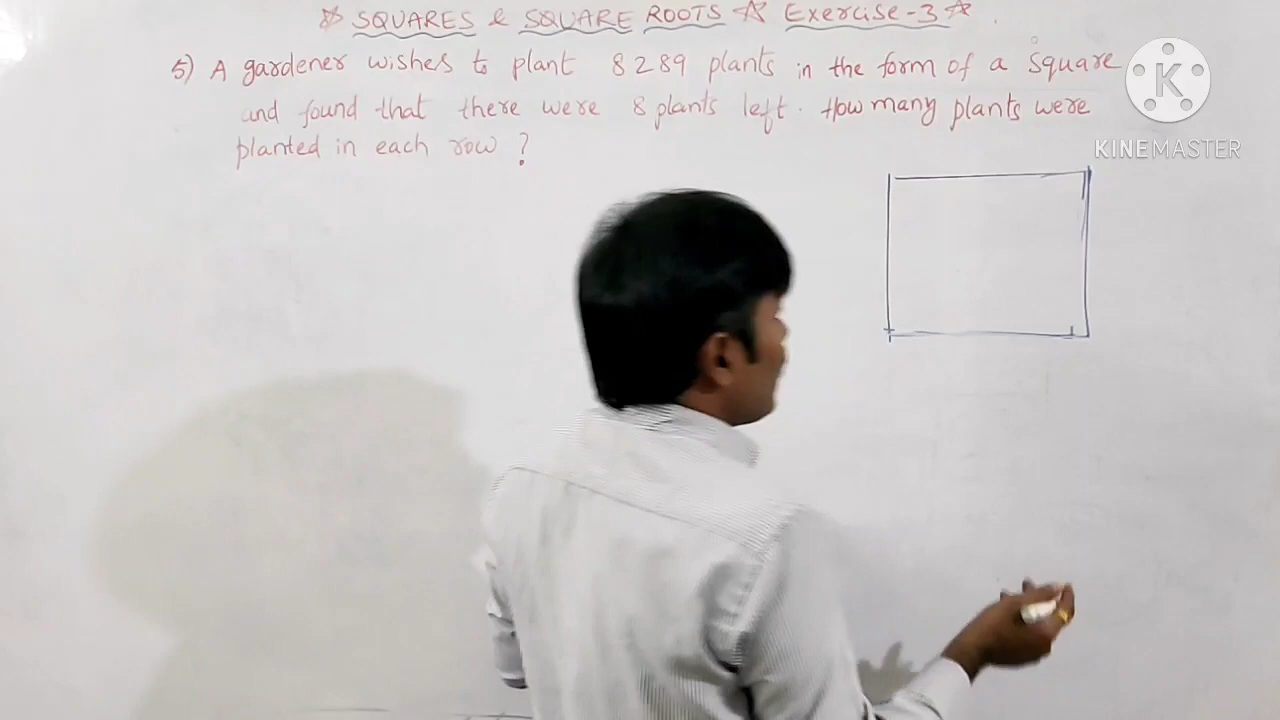 ☆ SQUARES & SQUARE ROOTS ☆ Exercise-3 ☆
5) A gardener wishes to plant 8289 plants in the form of a square
and found that there were 8 plants left. How many plants were
planted in each row ?
K
KINEMASTER